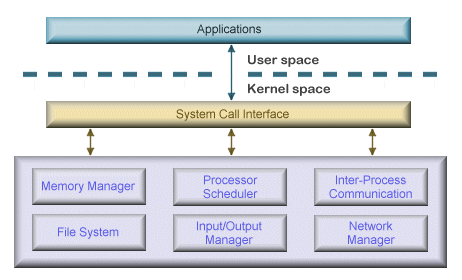 Applications
User space
Kernel space
System Call Interface
Memory Manager
Processor
Scheduler
Inter-Process
Communication
File System
Input/Output
Manager
Network
Manager